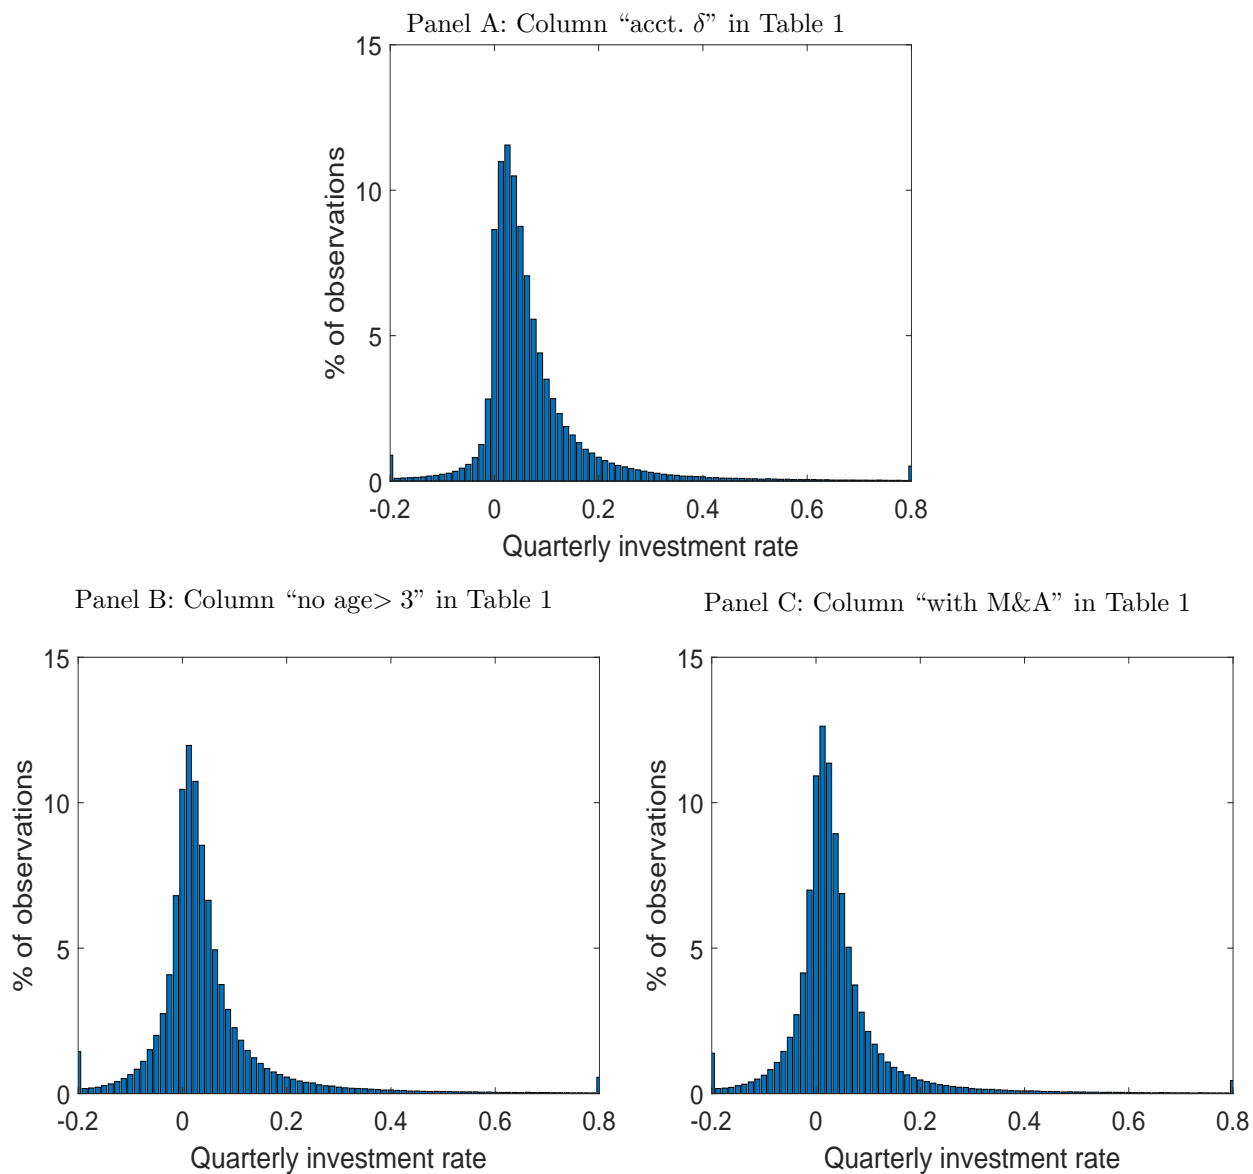 Panel A: Column “acct. δ” in Table 1
15
10
5
0
% of observations
-0.2 0 0.2 0.4 0.6 0.8
Quarterly investment rate
Panel B: Column “no age> 3” in Table 1
15
10
5
0
% of observations
-0.2 0 0.2 0.4 0.6 0.8
Quarterly investment rate
Panel C: Column “with M&A” in Table 1
15
10
5
0
% of observations
-0.2 0 0.2 0.4 0.6 0.8
Quarterly investment rate